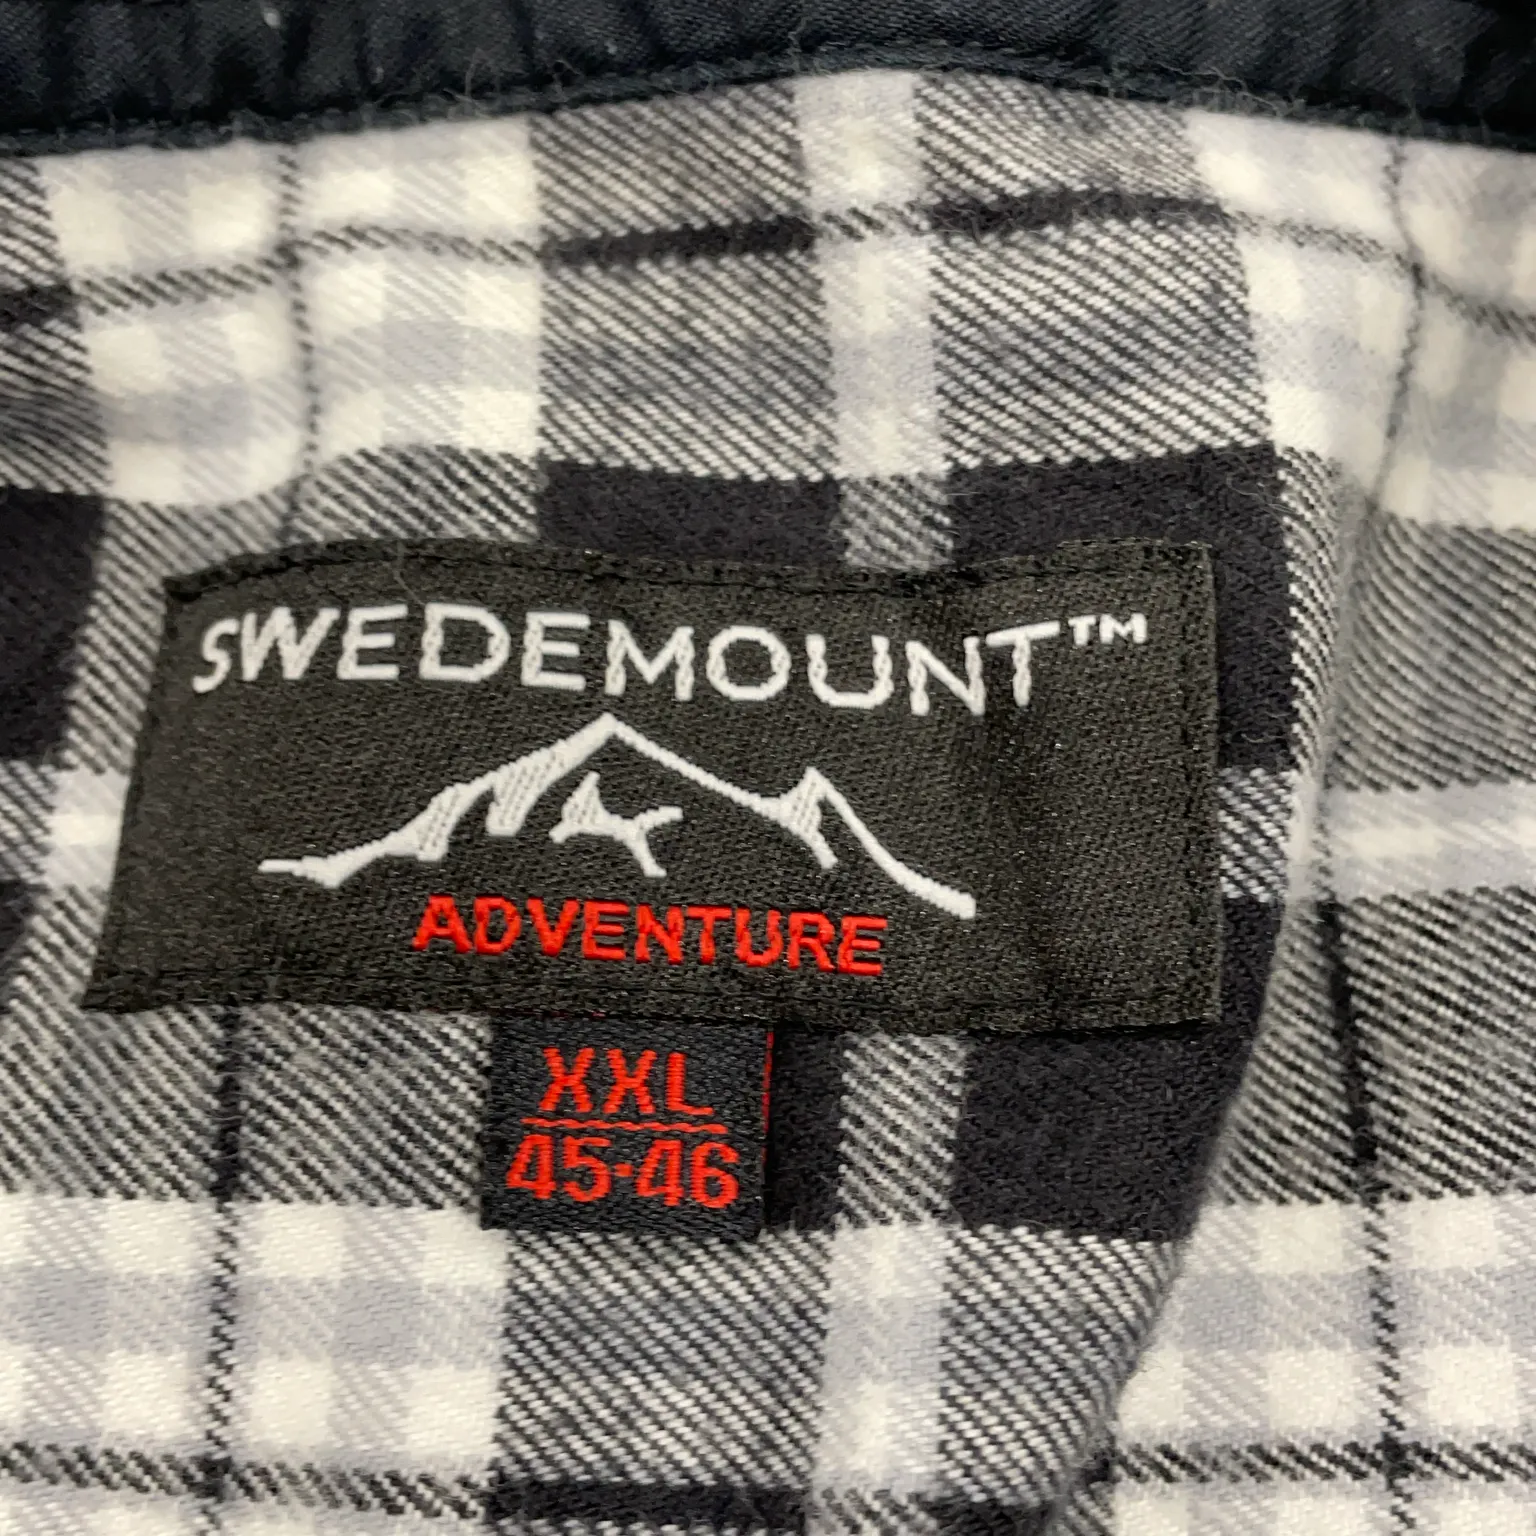 SWEDEMOUNT™
ADVENTURE
XXL
45-46